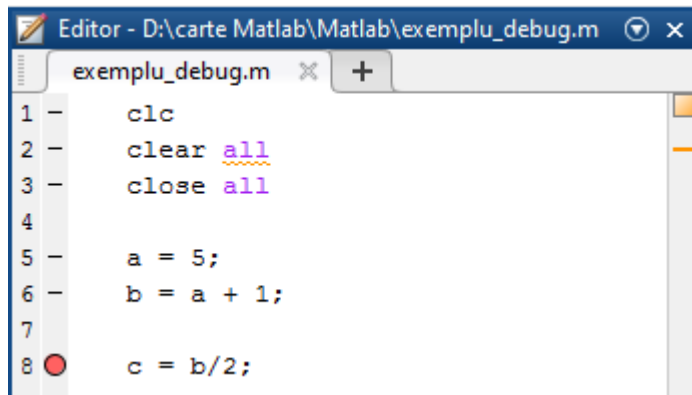 Editor - D:\carte Matlab\Matlab\exemplu_debug.m
exemplu_debug.m
1 clc
2 clear all
3 close all
4
5 a = 5;
6 b = a + 1;
7
8 c = b/2;